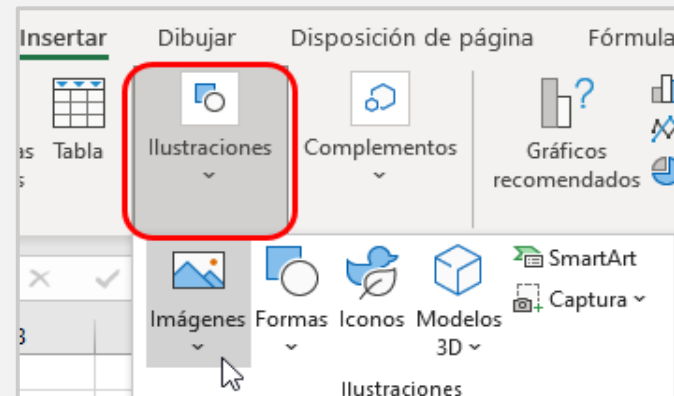 Insertar Dibujar Disposición de página Fórmula
as Tabla Ilustraciones Complementos Gráficos
s recomendados
SmartArt
Captura
Imágenes Formas Iconos Modelos
3D
B
Ilustraciones